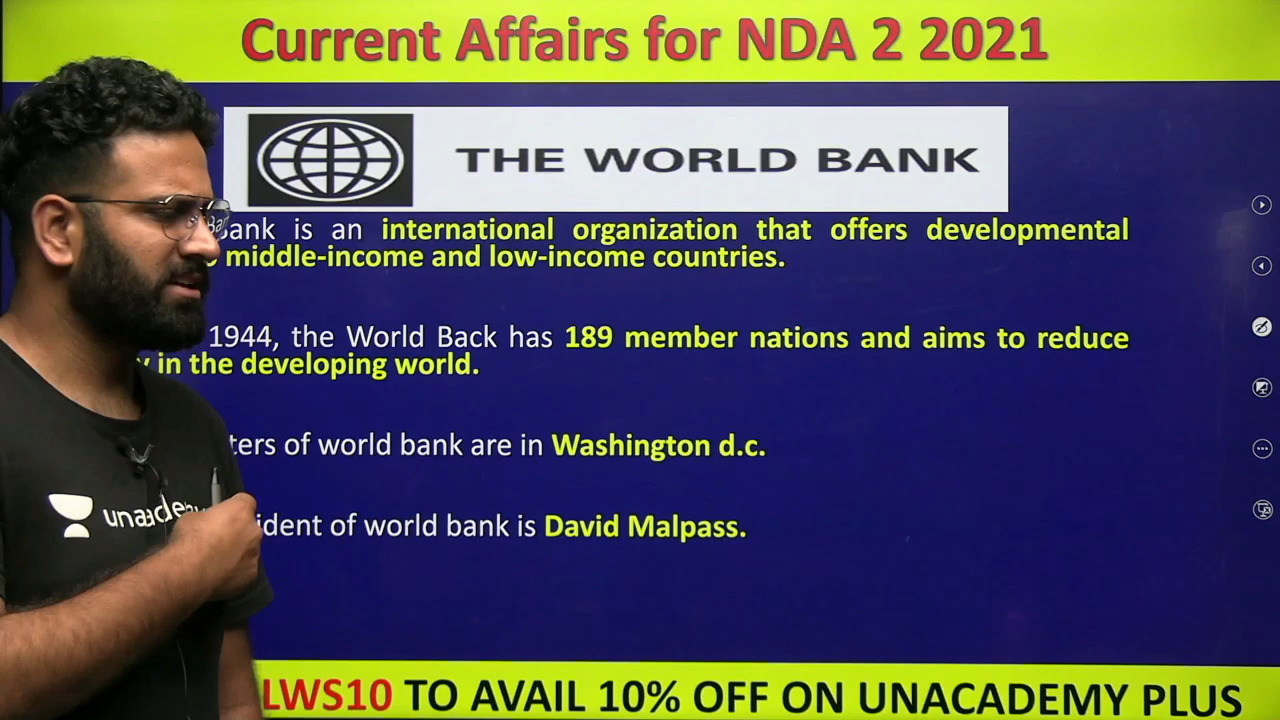 Current Affairs for NDA 2 2021
THE WORLD BANK
Bank is an international organization that offers developmental
middle-income and low-income countries.
1944, the World Back has 189 member nations and aims to reduce
in the developing world.
of world bank are in Washington d.c.
of world bank is David Malpass.
unacademy
LWS10 TO AVAIL 10% OFF ON UNACADEMY PLUS